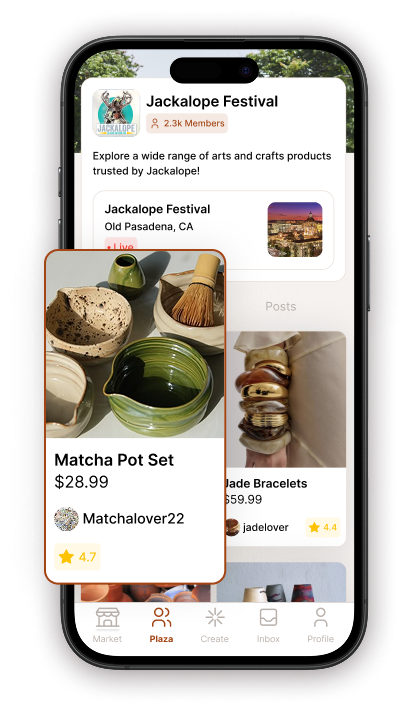 JACKALOPE
Jackalope Festival
2.3k Members
Explore a wide range of arts and crafts products
trusted by Jackalope!
Jackalope Festival
Old Pasadena, CA
• Live
Posts
Matcha Pot Set
$28.99
Matchalover22
4.7
Jade Bracelets
$59.99
jadelover
4.4
Market
Plaza
Create
Inbox
Profile